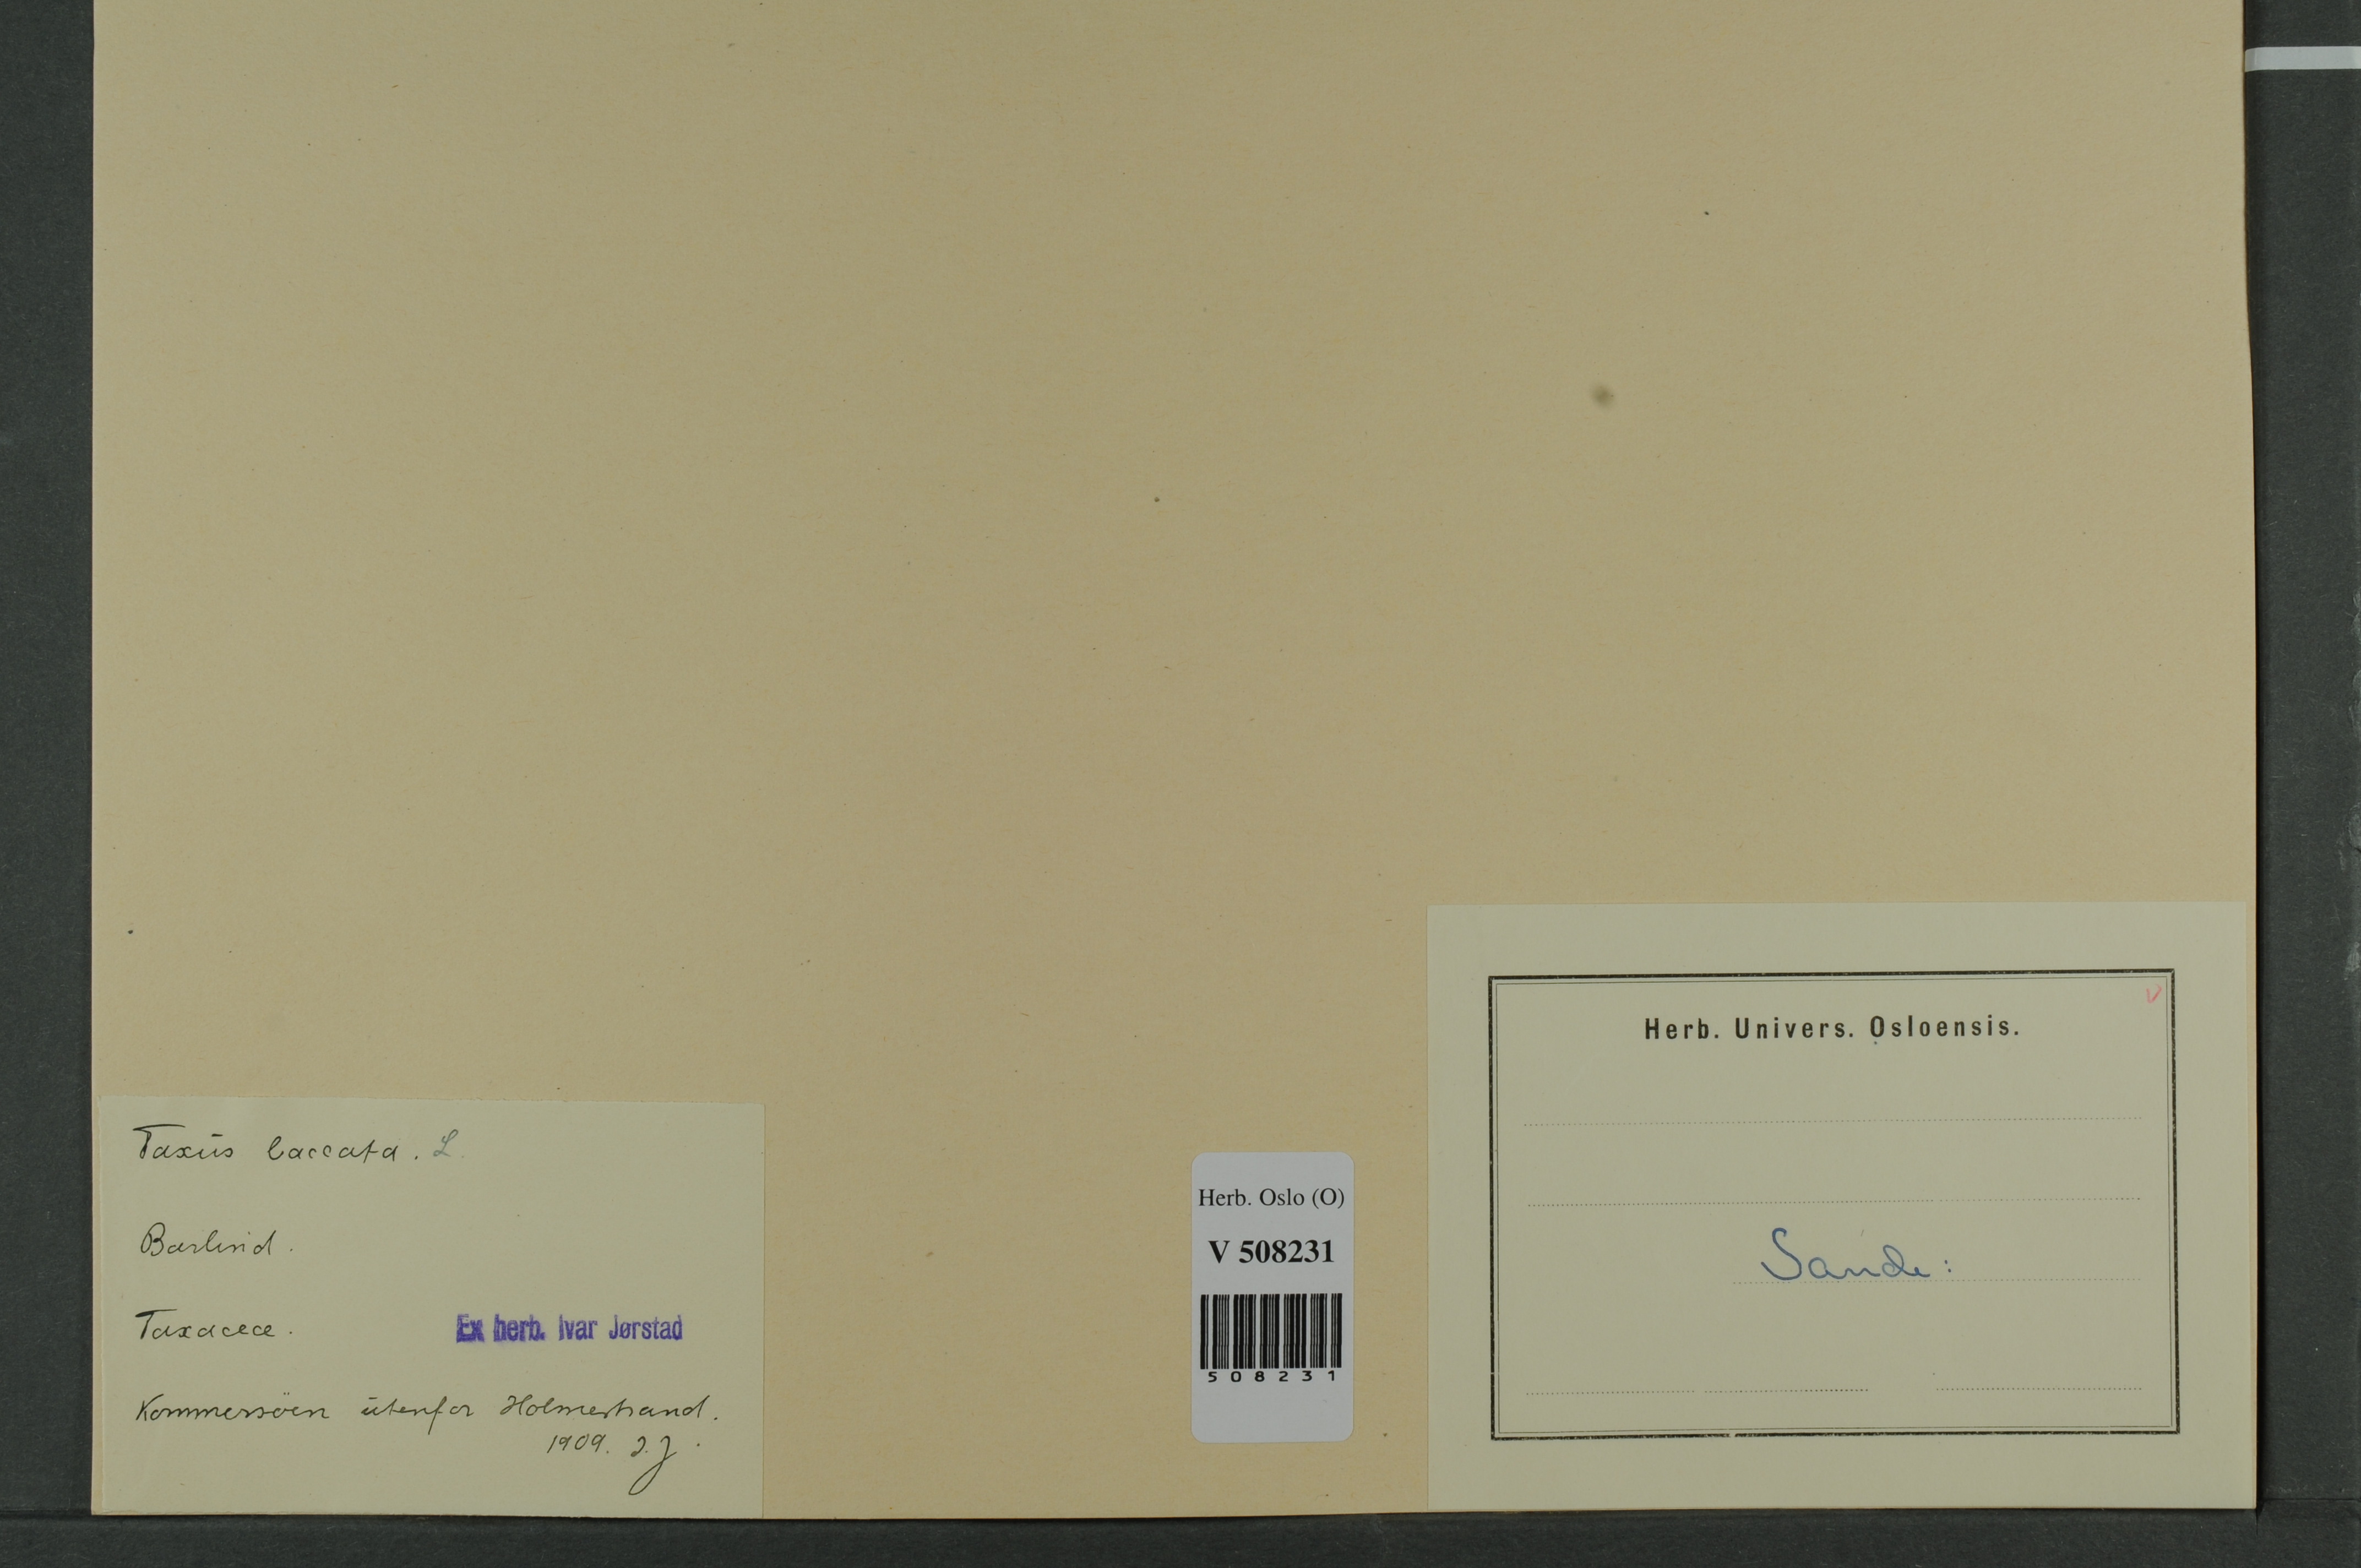 Taxus baccata. L.
Barlind.
Taxaceæ.
Ex herb. Ivar Jørstad
Kommersöen utenfor Holmestrand.
1909. I. J.
Herb. Oslo (O)
V 508231
508231
Herb. Univers. Osloensis.
V
Sande: